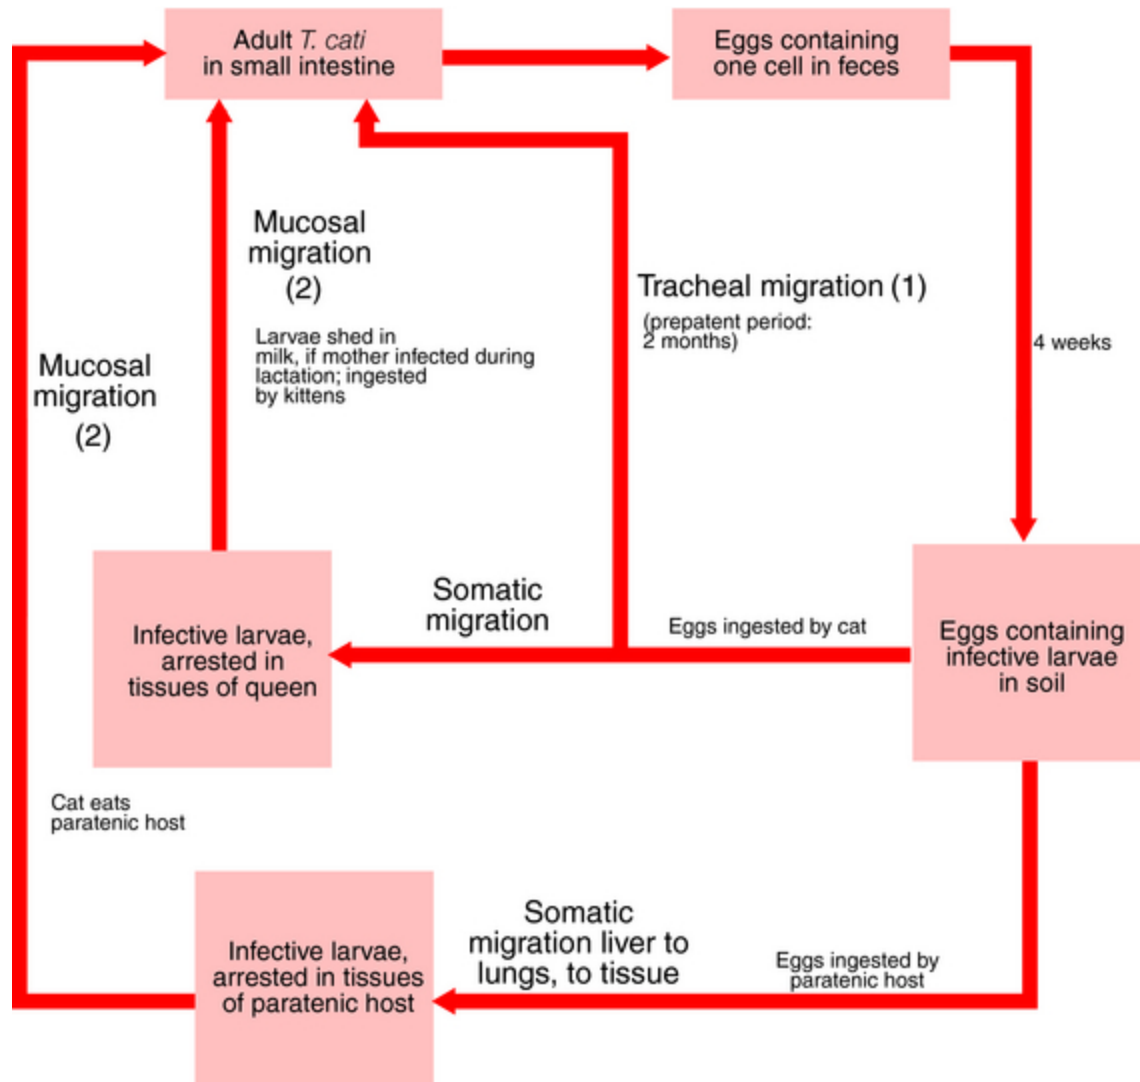 Adult T. cati
in small intestine
Eggs containing
one cell in feces
Mucosal
migration
(2)
Larvae shed in
milk, if mother infected during
lactation; ingested
by kittens
Tracheal migration (1)
(prepatent period:
2 months)
4 weeks
Mucosal
migration
(2)
Infective larvae,
arrested in
tissues of queen
Somatic
migration
Eggs ingested by cat
Eggs containing
infective larvae
in soil
Cat eats
paratenic host
Infective larvae,
arrested in tissues
of paratenic host
Somatic
migration liver to
lungs, to tissue
Eggs ingested by
paratenic host